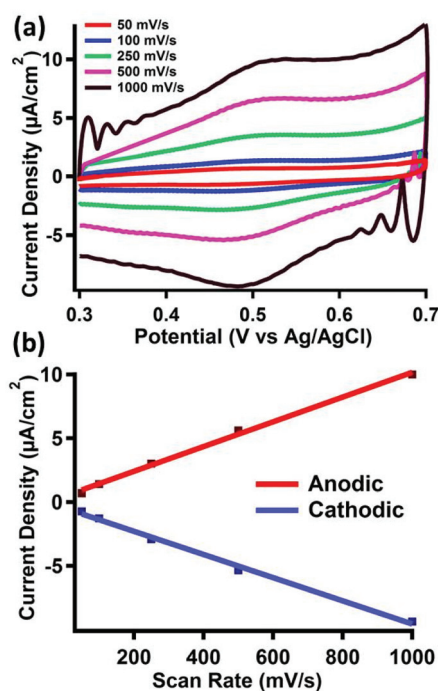 (a)
50 mV/s
100 mV/s
250 mV/s
500 mV/s
1000 mV/s
Current Density (µA/cm²)
10
5
0
-5
0.3 0.4 0.5 0.6 0.7
Potential (V vs Ag/AgCl)
(b)
Current Density (µA/cm²)
10
5
0
-5
Anodic
Cathodic
200 400 600 800 1000
Scan Rate (mV/s)